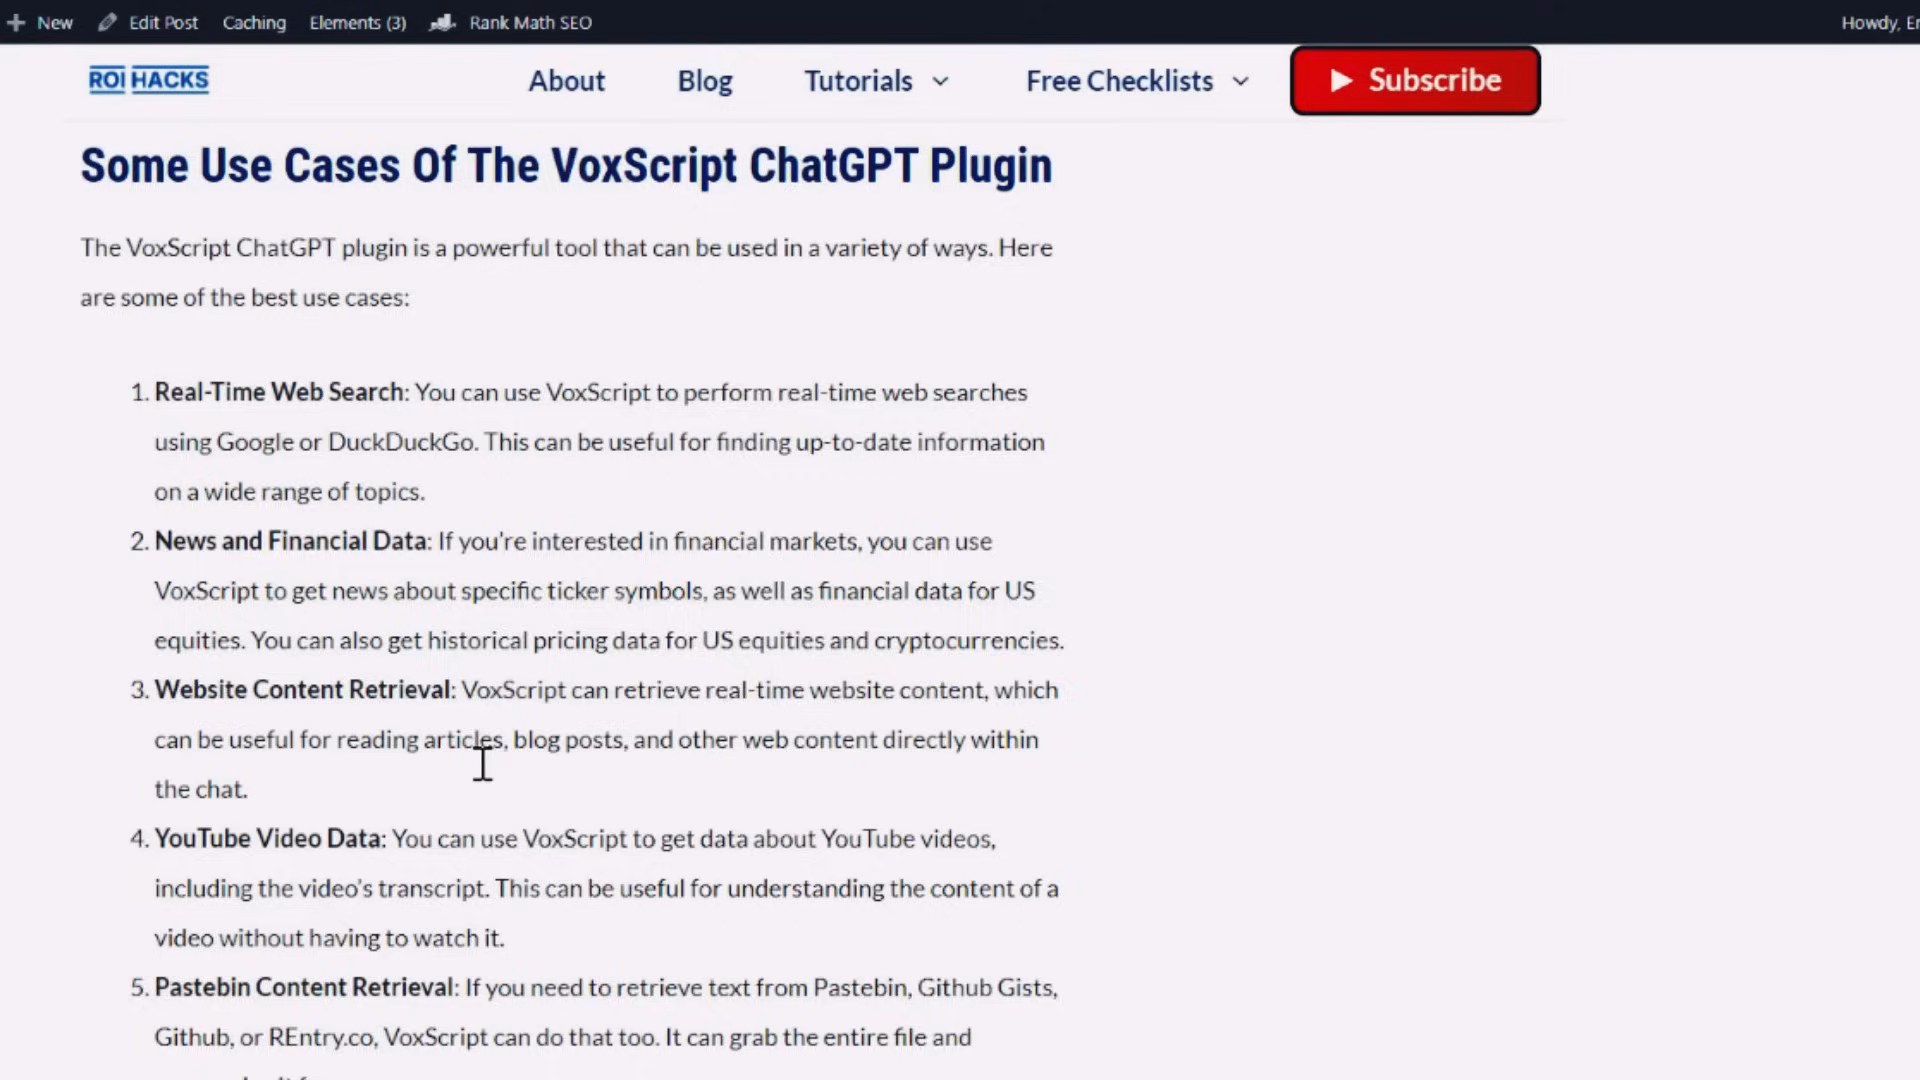 New Edit Post Caching Elements (3) Rank Math SEO Howdy, Er
ROI HACKS About Blog Tutorials Free Checklists Subscribe
Some Use Cases Of The VoxScript ChatGPT Plugin
The VoxScript ChatGPT plugin is a powerful tool that can be used in a variety of ways. Here
are some of the best use cases:
1. Real-Time Web Search: You can use VoxScript to perform real-time web searches
using Google or DuckDuckGo. This can be useful for finding up-to-date information
on a wide range of topics.
2. News and Financial Data: If you’re interested in financial markets, you can use
VoxScript to get news about specific ticker symbols, as well as financial data for US
equities. You can also get historical pricing data for US equities and cryptocurrencies.
3. Website Content Retrieval: VoxScript can retrieve real-time website content, which
can be useful for reading articles, blog posts, and other web content directly within
the chat.
4. YouTube Video Data: You can use VoxScript to get data about YouTube videos,
including the video’s transcript. This can be useful for understanding the content of a
video without having to watch it.
5. Pastebin Content Retrieval: If you need to retrieve text from Pastebin, Github Gists,
Github, or REntry.co, VoxScript can do that too. It can grab the entire file and